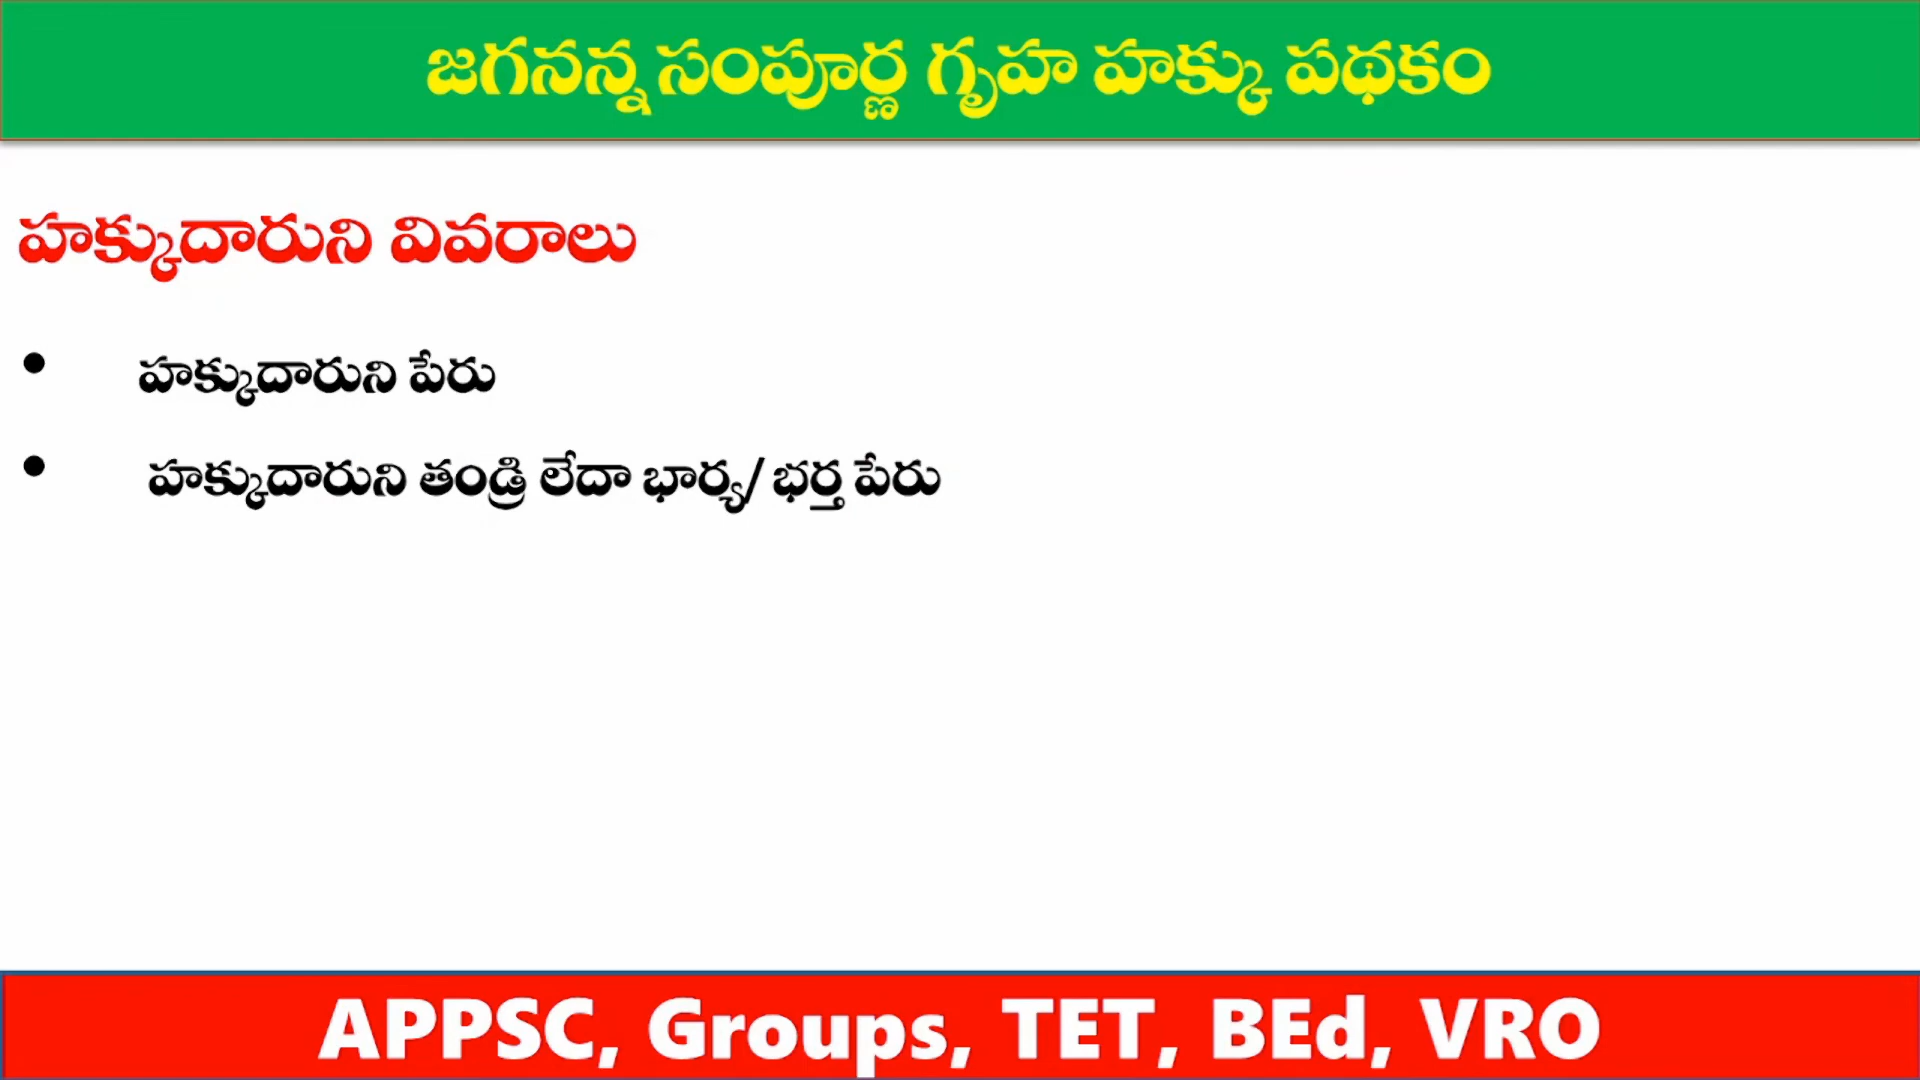 జగనన్న సంపూర్ణ గృహ హక్కు పథకం
హక్కుదారుని వివరాలు
• హక్కుదారుని పేరు
• హక్కుదారుని తండ్రి లేదా భార్య/ భర్త పేరు
APPSC, Groups, TET, BEd, VRO